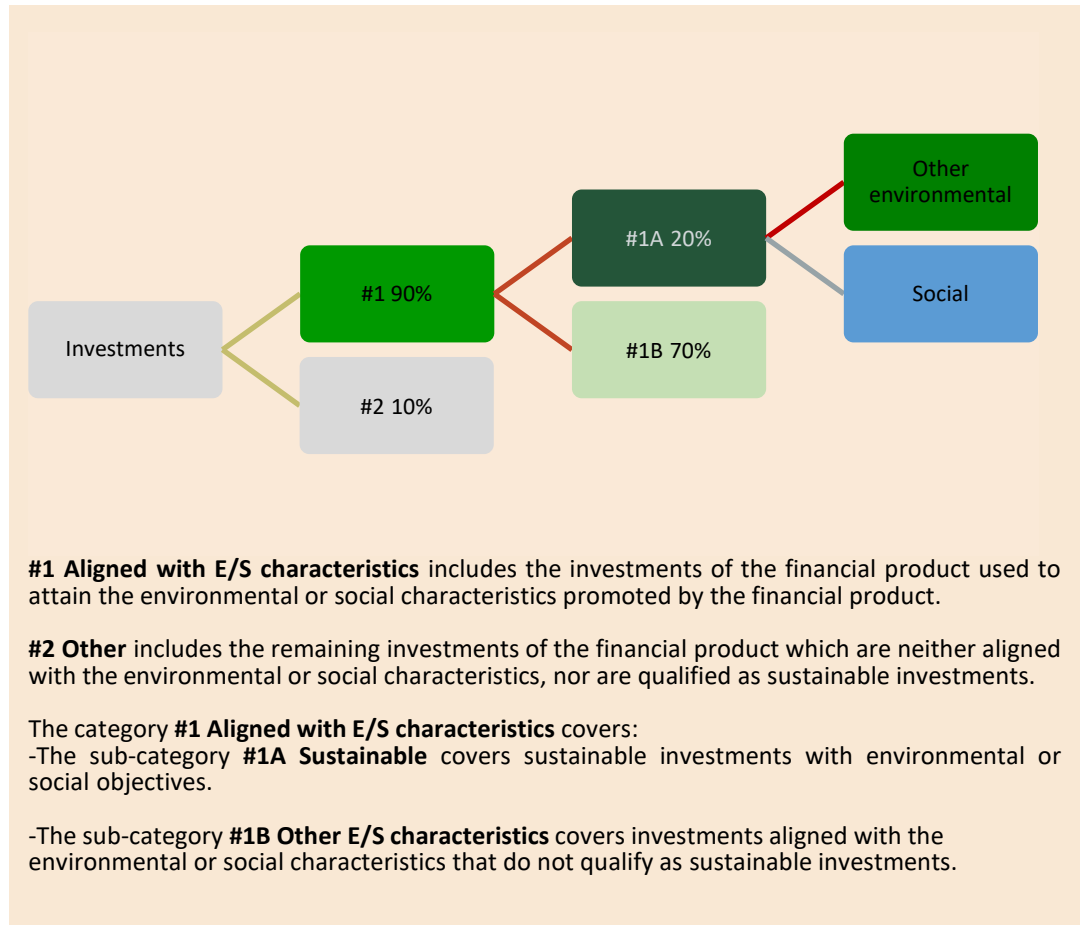 Other
environmental
#1A 20%
#1 90%
Social
Investments
#1B 70%
#2 10%
#1 Aligned with E/S characteristics includes the investments of the financial product used to
attain the environmental or social characteristics promoted by the financial product.
#2 Other includes the remaining investments of the financial product which are neither aligned
with the environmental or social characteristics, nor are qualified as sustainable investments.
The category #1 Aligned with E/S characteristics covers:
-The sub-category #1A Sustainable covers sustainable investments with environmental or
social objectives.
-The sub-category #1B Other E/S characteristics covers investments aligned with the
environmental or social characteristics that do not qualify as sustainable investments.